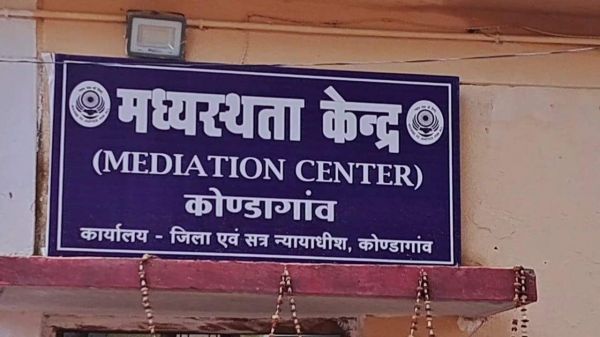 मध्यस्थता केन्द्र
(MEDIATION CENTER)
कोण्डागांव
कार्यालय - जिला एवं सत्र न्यायाधीश, कोण्डागांव